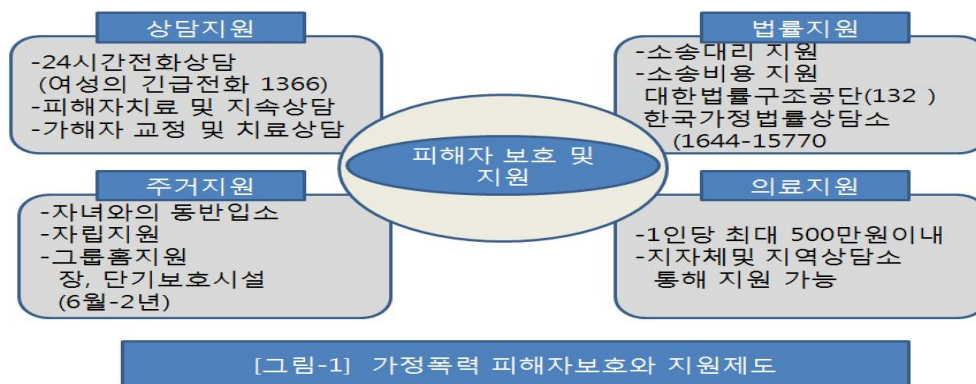 상담지원
-24시간전화상담
(여성의 긴급전화 1366)
-피해자치료 및 지속상담
-가해자 교정 및 치료상담
법률지원
-소송대리 지원
-소송비용 지원
대한법률구조공단(132 )
한국가정법률상담소
(1644-15770
피해자 보호 및
지원
주거지원
-자녀와의 동반입소
-자립지원
-그룹홈지원
장, 단기보호시설
(6월-2년)
의료지원
-1인당 최대 500만원이내
-지자체및 지역상담소
통해 지원 가능
[그림-1] 가정폭력 피해자보호와 지원제도